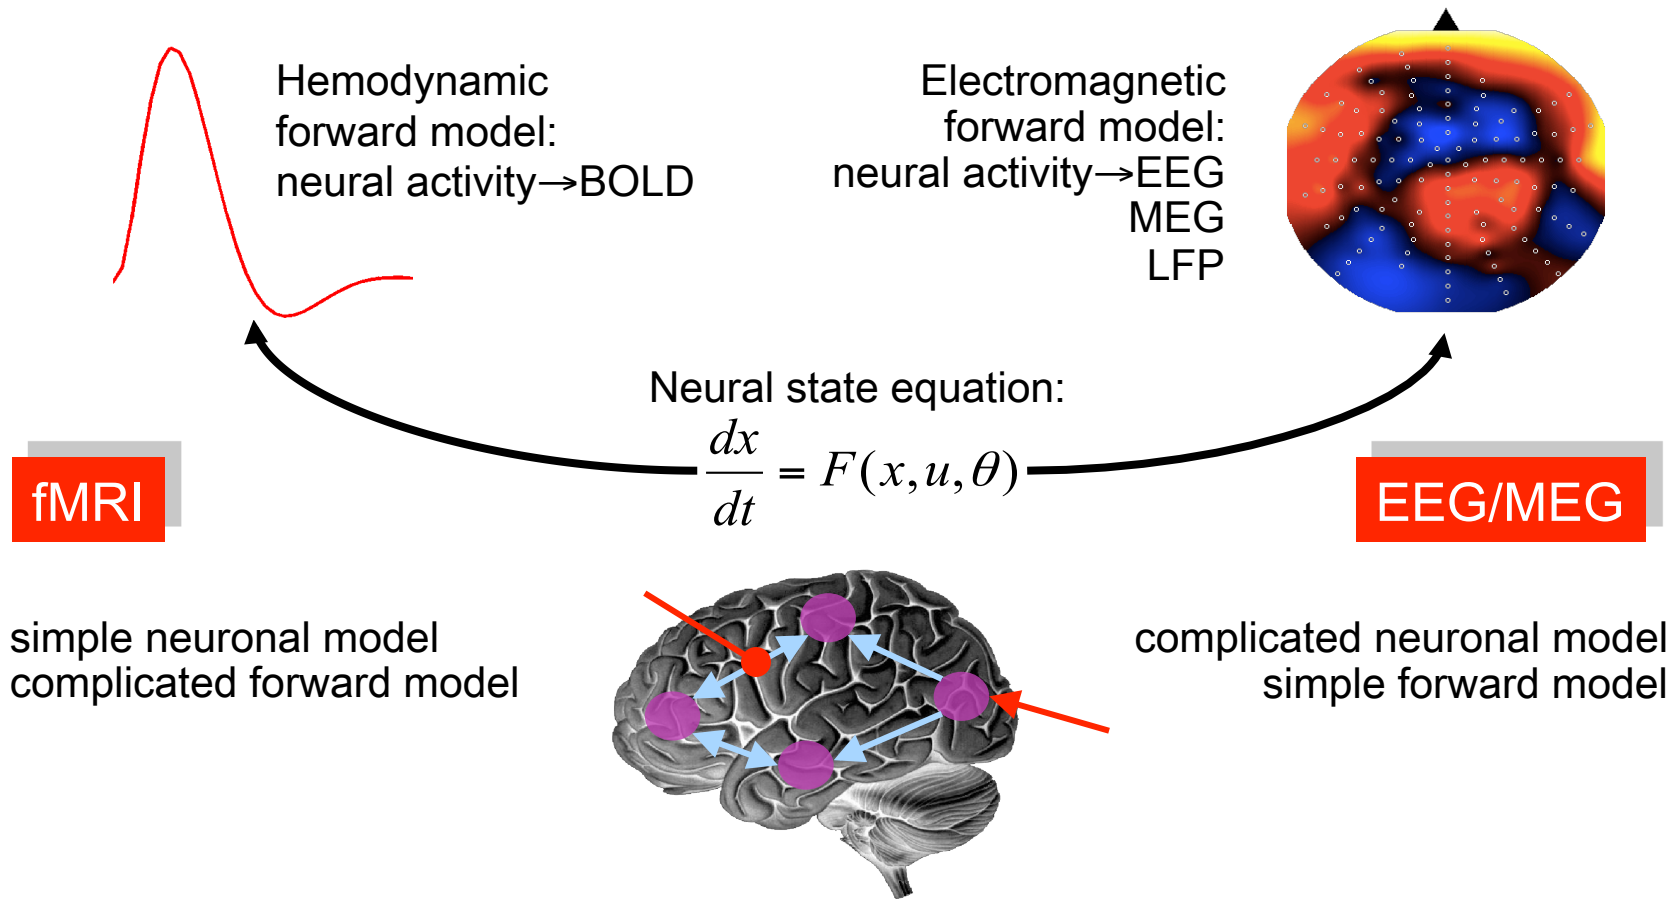 Hemodynamic
forward model:
neural activity→BOLD
Electromagnetic
forward model:
neural activity→EEG
MEG
LFP
Neural state equation:
dx/dt = F(x,u,θ)
fMRI
EEG/MEG
simple neuronal model
complicated forward model
complicated neuronal model
simple forward model